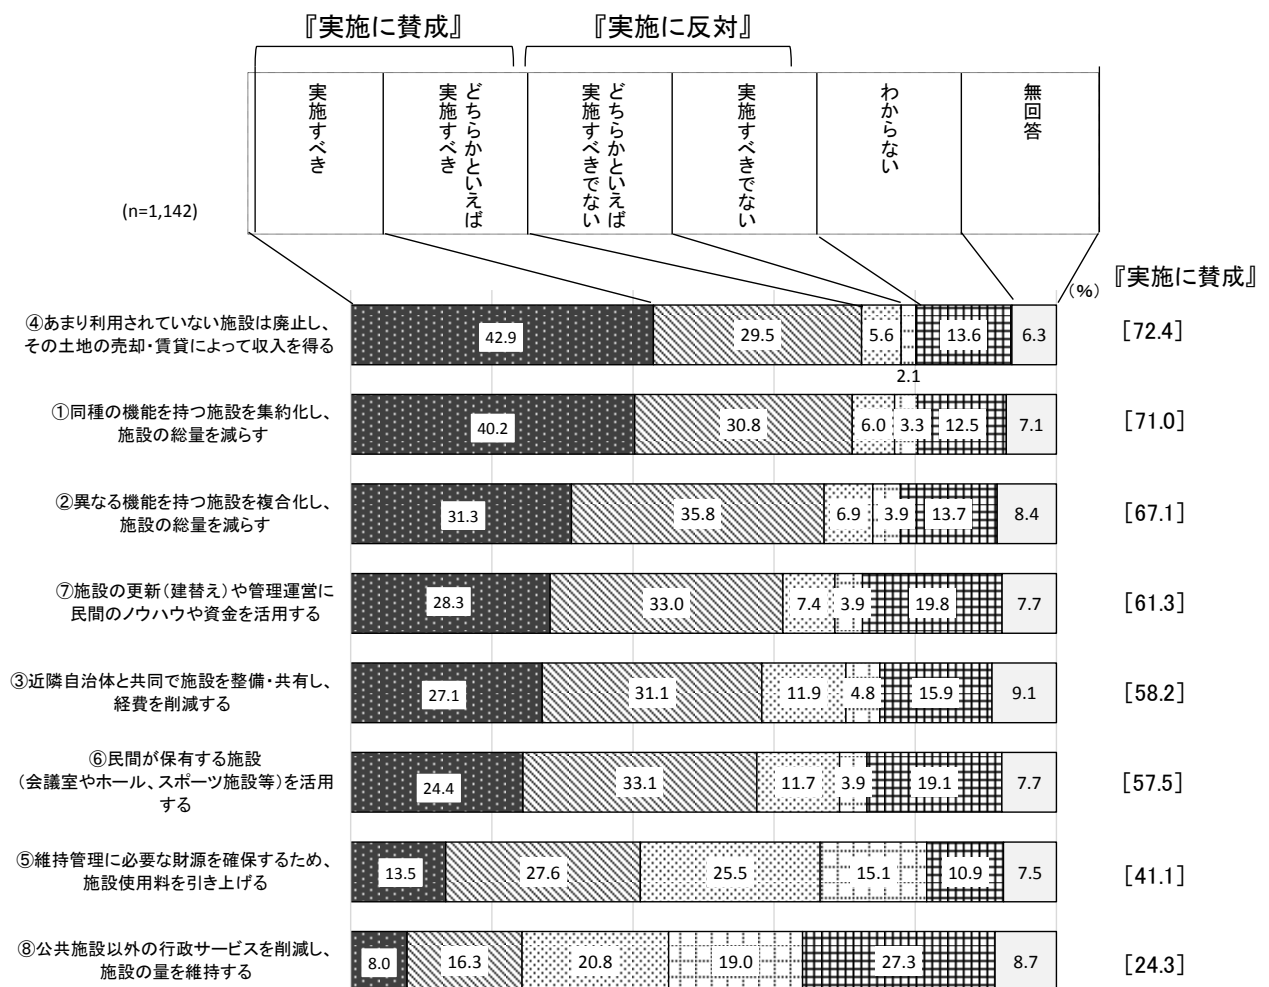 『実施に賛成』
『実施に反対』
実施すべき
どちらかといえば
実施すべき
どちらかといえば
実施すべきでない
実施すべきでない
わからない
無回答
(n=1,142)
(%)
『実施に賛成』
④あまり利用されていない施設は廃止し、
その土地の売却・賃貸によって収入を得る
42.9
29.5
5.6
2.1
13.6
6.3
[72.4]
①同種の機能を持つ施設を集約化し、
施設の総量を減らす
40.2
30.8
6.0
3.3
12.5
7.1
[71.0]
②異なる機能を持つ施設を複合化し、
施設の総量を減らす
31.3
35.8
6.9
3.9
13.7
8.4
[67.1]
⑦施設の更新(建替え)や管理運営に
民間のノウハウや資金を活用する
28.3
33.0
7.4
3.9
19.8
7.7
[61.3]
③近隣自治体と共同で施設を整備・共有し、
経費を削減する
27.1
31.1
11.9
4.8
15.9
9.1
[58.2]
⑥民間が保有する施設
(会議室やホール、スポーツ施設等)を活用
する
24.4
33.1
11.7
3.9
19.1
7.7
[57.5]
⑤維持管理に必要な財源を確保するため、
施設使用料を引き上げる
13.5
27.6
25.5
15.1
10.9
7.5
[41.1]
⑧公共施設以外の行政サービスを削減し、
施設の量を維持する
8.0
16.3
20.8
19.0
27.3
8.7
[24.3]